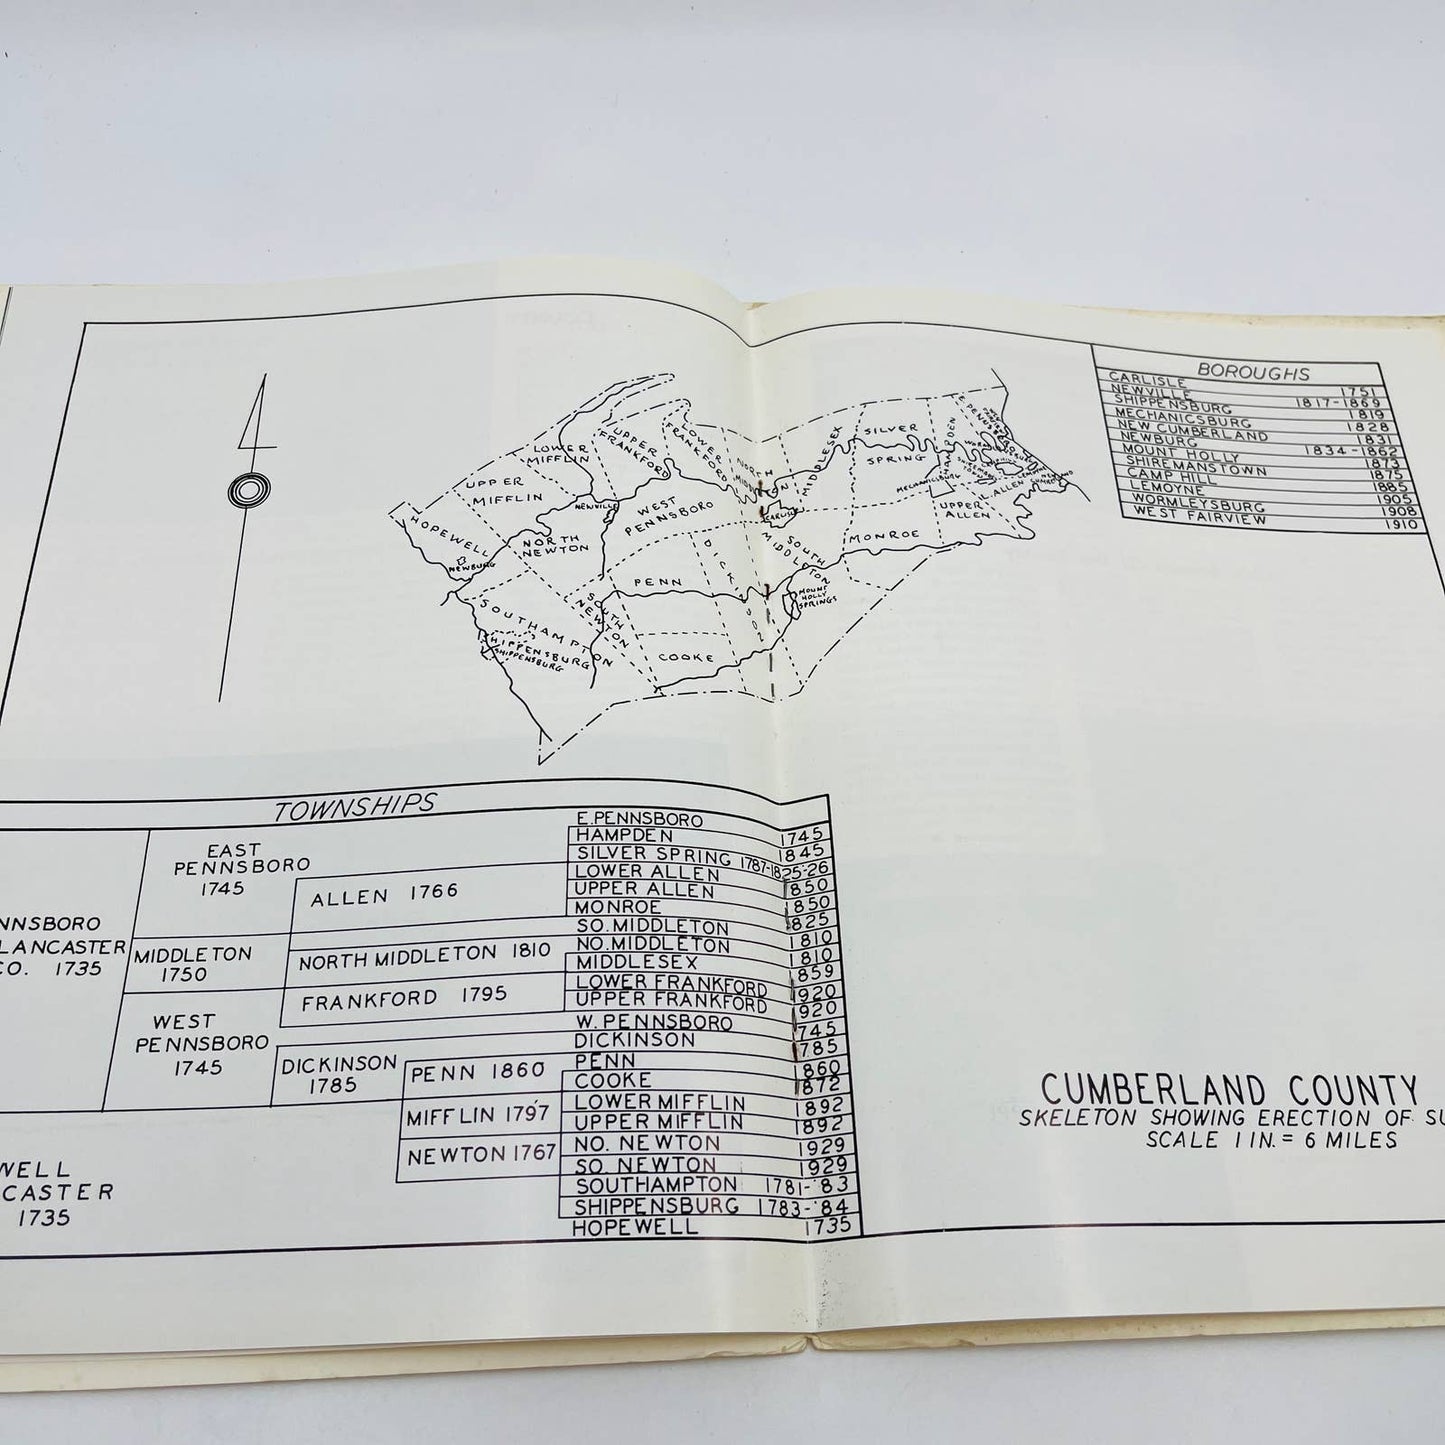 BOROUGHS
CARLISLE 1751
NEWVILLE 1817-1869
SHIPPENSBURG 1819
MECHANICSBURG 1828
NEW CUMBERLAND 1831
NEWBURG 1834-1862
MOUNT HOLLY 1873
SHIREMANSTOWN 1875
CAMP HILL 1885
LEMOYNE 1905
WORMLEYSBURG 1908
WEST FAIRVIEW 1910
LOWER
MIFFLIN
UPPER
FRANKFORD
LOWER
FRANKFORD
NORTH
MIDDLETON
MIDDLESEX
SILVER
SPRING
HAMPDEN
E. PENNSBORO
UPPER
MIFFLIN
HOPEWELL
NEWBURG
NORTH
NEWTON
NEWVILLE
WEST
PENNSBORO
CARLISLE
MECHANICSBURG
L. ALLEN
UPPER
ALLEN
NEW
CUMBERLAND
MONROE
SOUTH
MIDDLETON
DICKINSON
PENN
MOUNT
HOLLY
SPRINGS
SOUTH
NEWTON
SOUTHAMPTON
SHIPPENSBURG
SHIPPENSBURG
COOKE
TOWNSHIPS
NNSBORO
LANCASTER
CO. 1735
WELL
CASTER
1735
EAST
PENNSBORO
1745
MIDDLETON
1750
WEST
PENNSBORO
1745
ALLEN 1766
NORTH MIDDLETON 1810
FRANKFORD 1795
DICKINSON
1785
PENN 1860
MIFFLIN 1797
NEWTON 1767
E. PENNSBORO 1745
HAMPDEN 1845
SILVER SPRING 1787-1825-26
LOWER ALLEN 1850
UPPER ALLEN 1850
MONROE 1825
SO. MIDDLETON 1810
NO. MIDDLETON 1810
MIDDLESEX 1859
LOWER FRANKFORD 1920
UPPER FRANKFORD 1920
W. PENNSBORO 1745
DICKINSON 1785
PENN 1860
COOKE 1872
LOWER MIFFLIN 1892
UPPER MIFFLIN 1892
NO. NEWTON 1929
SO. NEWTON 1929
SOUTHAMPTON 1781-'83
SHIPPENSBURG 1783-'84
HOPEWELL 1735
CUMBERLAND COUNTY
SKELETON SHOWING ERECTION OF SU
SCALE 1 IN. = 6 MILES